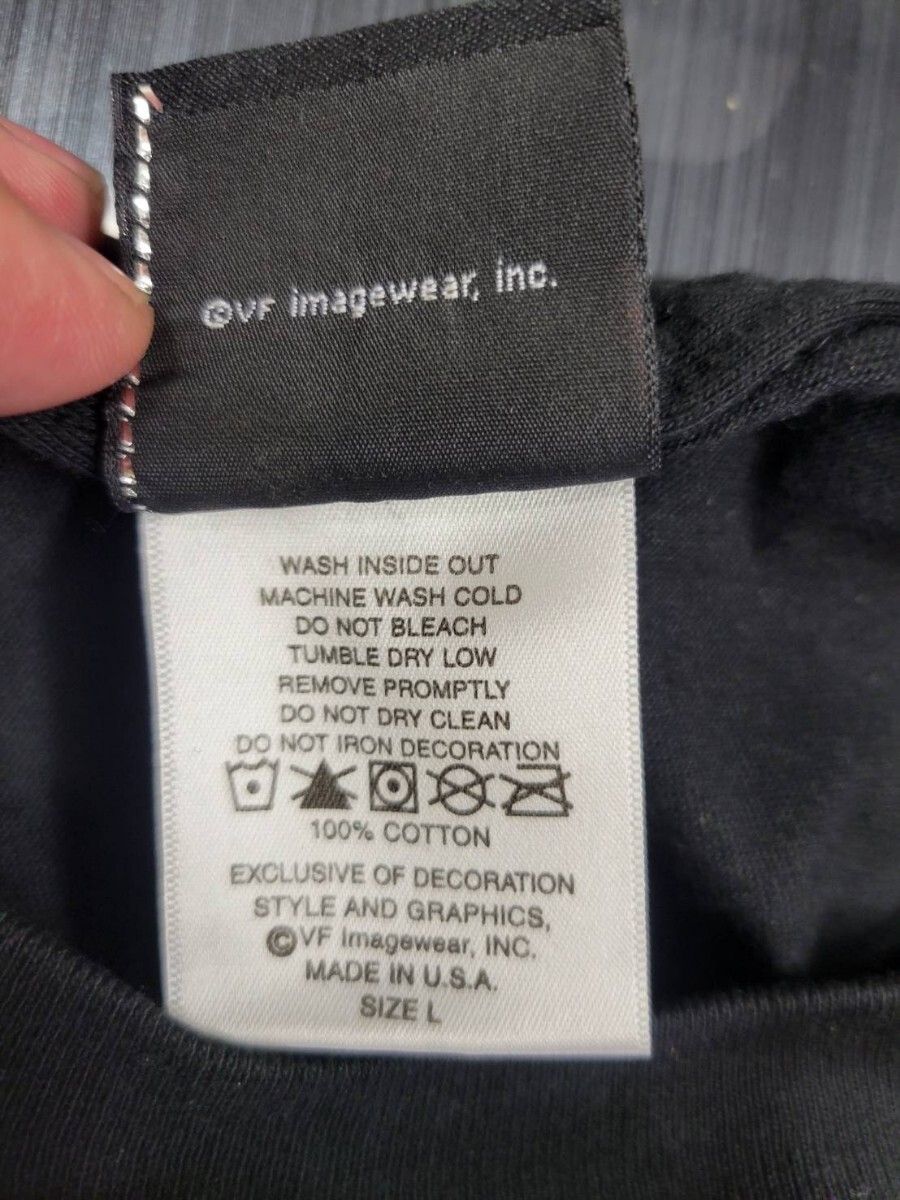 ©VF Imagewear, Inc.
WASH INSIDE OUT
MACHINE WASH COLD
DO NOT BLEACH
TUMBLE DRY LOW
REMOVE PROMPTLY
DO NOT DRY CLEAN
DO NOT IRON DECORATION
100% COTTON
EXCLUSIVE OF DECORATION
STYLE AND GRAPHICS,
©VF Imagewear, INC.
MADE IN U.S.A.
SIZE L